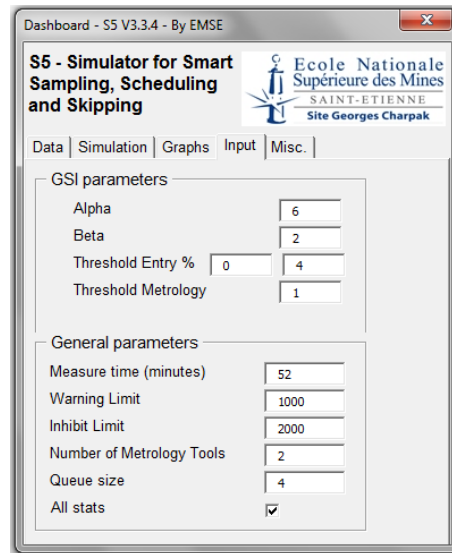 Dashboard - S5 V3.3.4 - By EMSE
S5 - Simulator for Smart
Sampling, Scheduling
and Skipping
Ecole Nationale
Supérieure des Mines
SAINT-ETIENNE
Site Georges Charpak
Data Simulation Graphs Input Misc.
GSI parameters
Alpha 6
Beta 2
Threshold Entry % 0 4
Threshold Metrology 1
General parameters
Measure time (minutes) 52
Warning Limit 1000
Inhibit Limit 2000
Number of Metrology Tools 2
Queue size 4
All stats